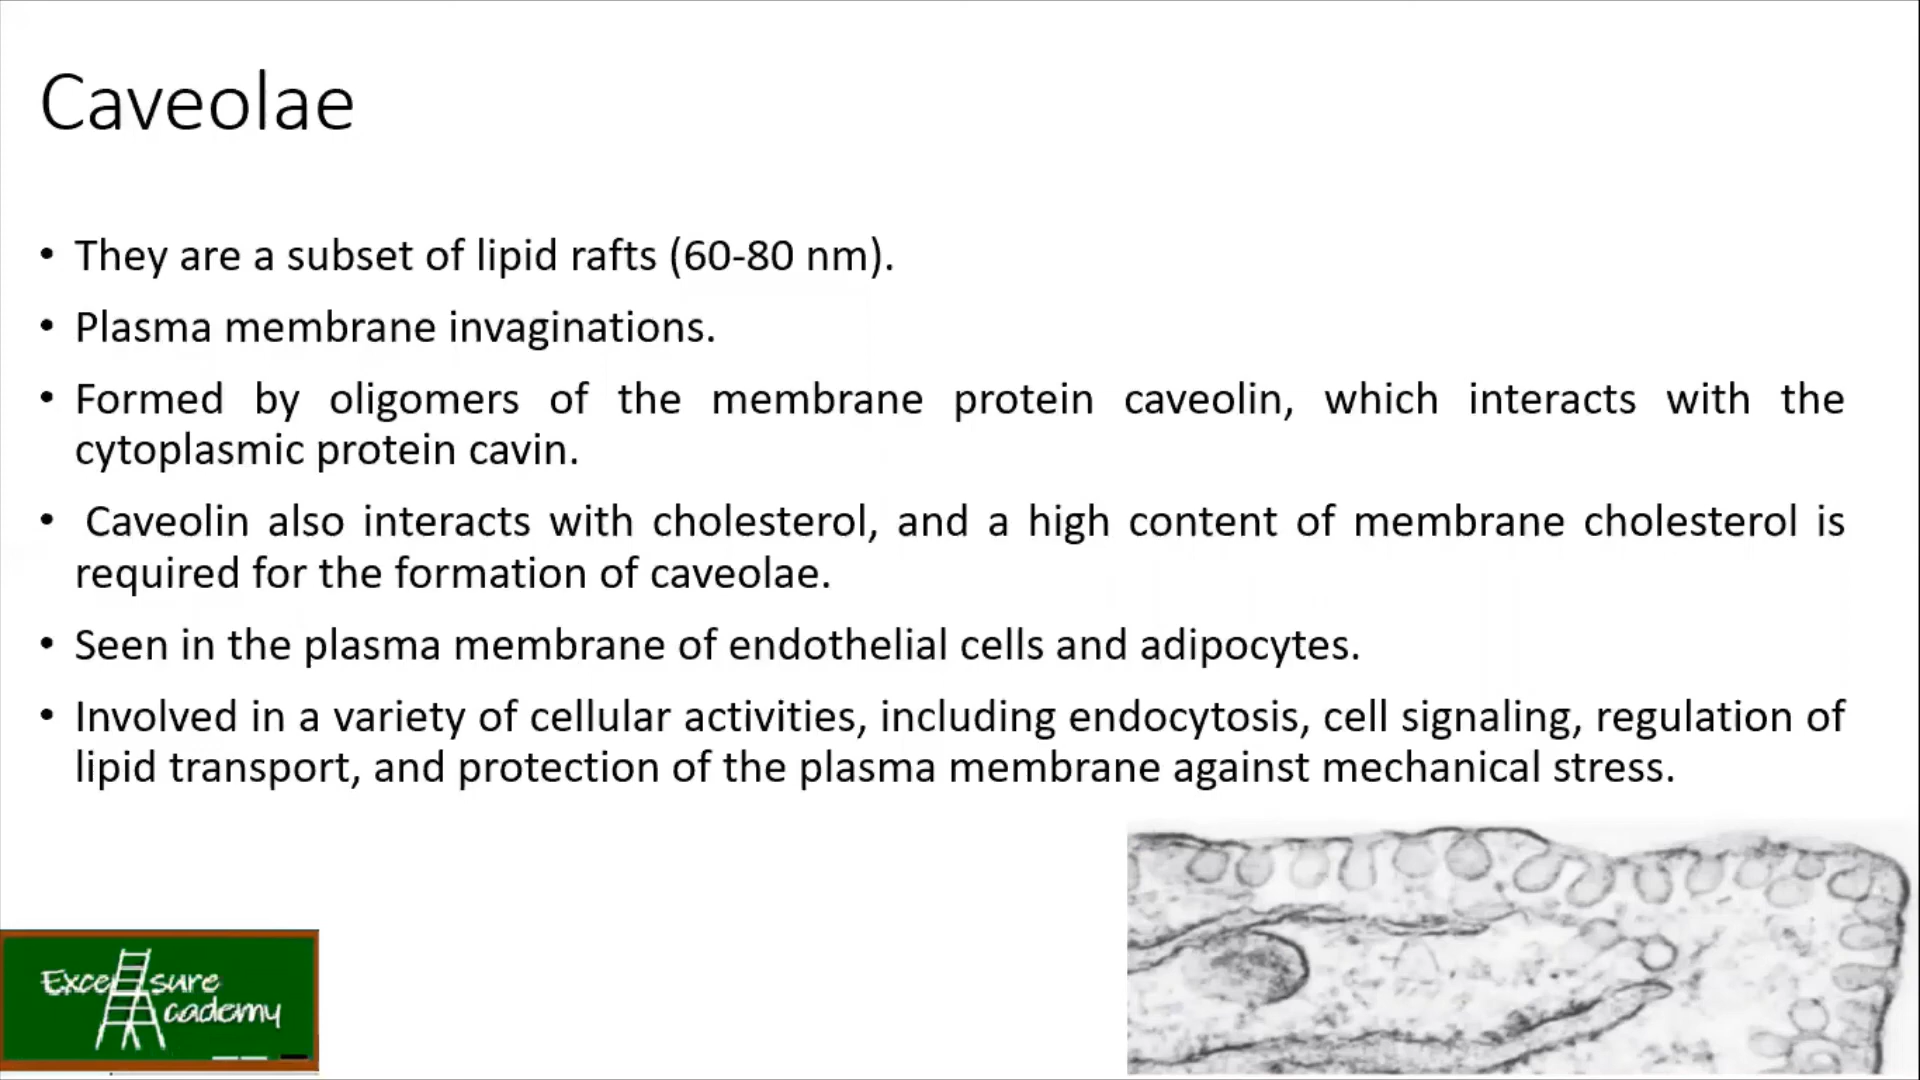 Caveolae
• They are a subset of lipid rafts (60-80 nm).
• Plasma membrane invaginations.
• Formed by oligomers of the membrane protein caveolin, which interacts with the
cytoplasmic protein cavin.
• Caveolin also interacts with cholesterol, and a high content of membrane cholesterol is
required for the formation of caveolae.
• Seen in the plasma membrane of endothelial cells and adipocytes.
• Involved in a variety of cellular activities, including endocytosis, cell signaling, regulation of
lipid transport, and protection of the plasma membrane against mechanical stress.
Excel sure
Academy